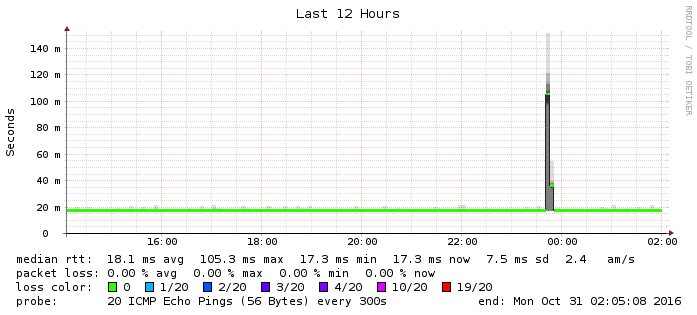 Last 12 Hours
RRDTOOL / TOBI OETIKER
Seconds
140 m
120 m
100 m
80 m
60 m
40 m
20 m
0
16:00 18:00 20:00 22:00 00:00 02:00
median rtt: 18.1 ms avg 105.3 ms max 17.3 ms min 17.3 ms now 7.5 ms sd 2.4 am/s
packet loss: 0.00 % avg 0.00 % max 0.00 % min 0.00 % now
loss color: 0 1/20 2/20 3/20 4/20 10/20 19/20
probe: 20 ICMP Echo Pings (56 Bytes) every 300s end: Mon Oct 31 02:05:08 2016